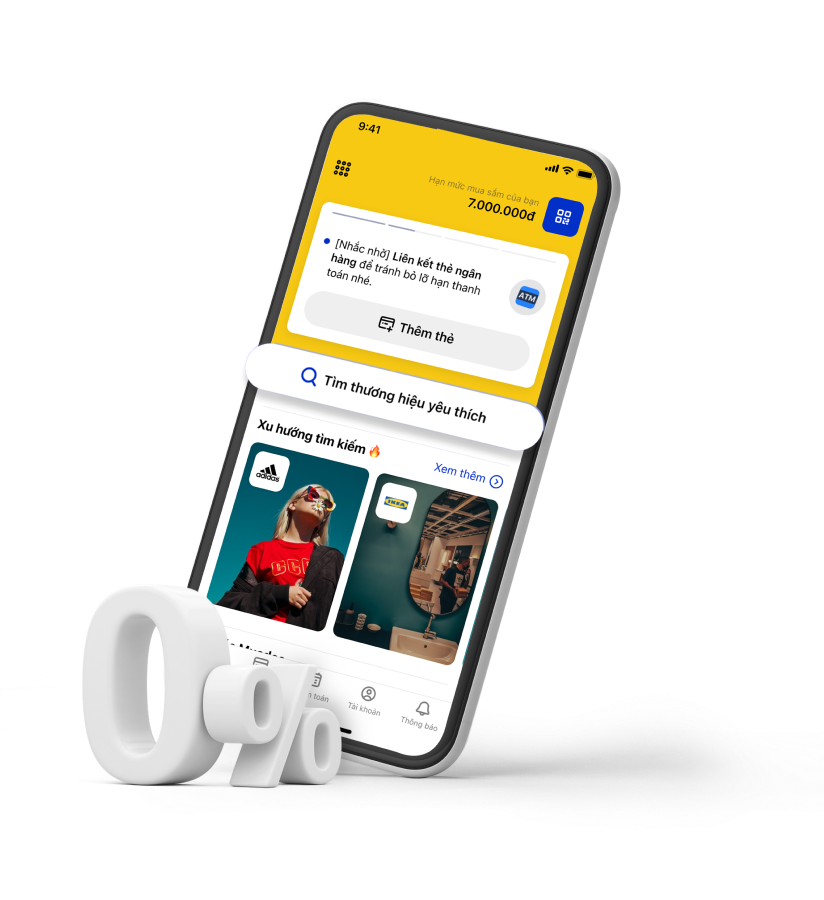 9:41
Hạn mức mua sắm của bạn
7.000.000đ
[Nhắc nhở] Liên kết thẻ ngân
hàng để tránh bỏ lỡ hạn thanh
toán nhé.
ATM
Thêm thẻ
Tìm thương hiệu yêu thích
Xu hướng tìm kiếm 🔥
Xem thêm
adidas
IKEA
toán
Tài khoản
Thông báo
0%